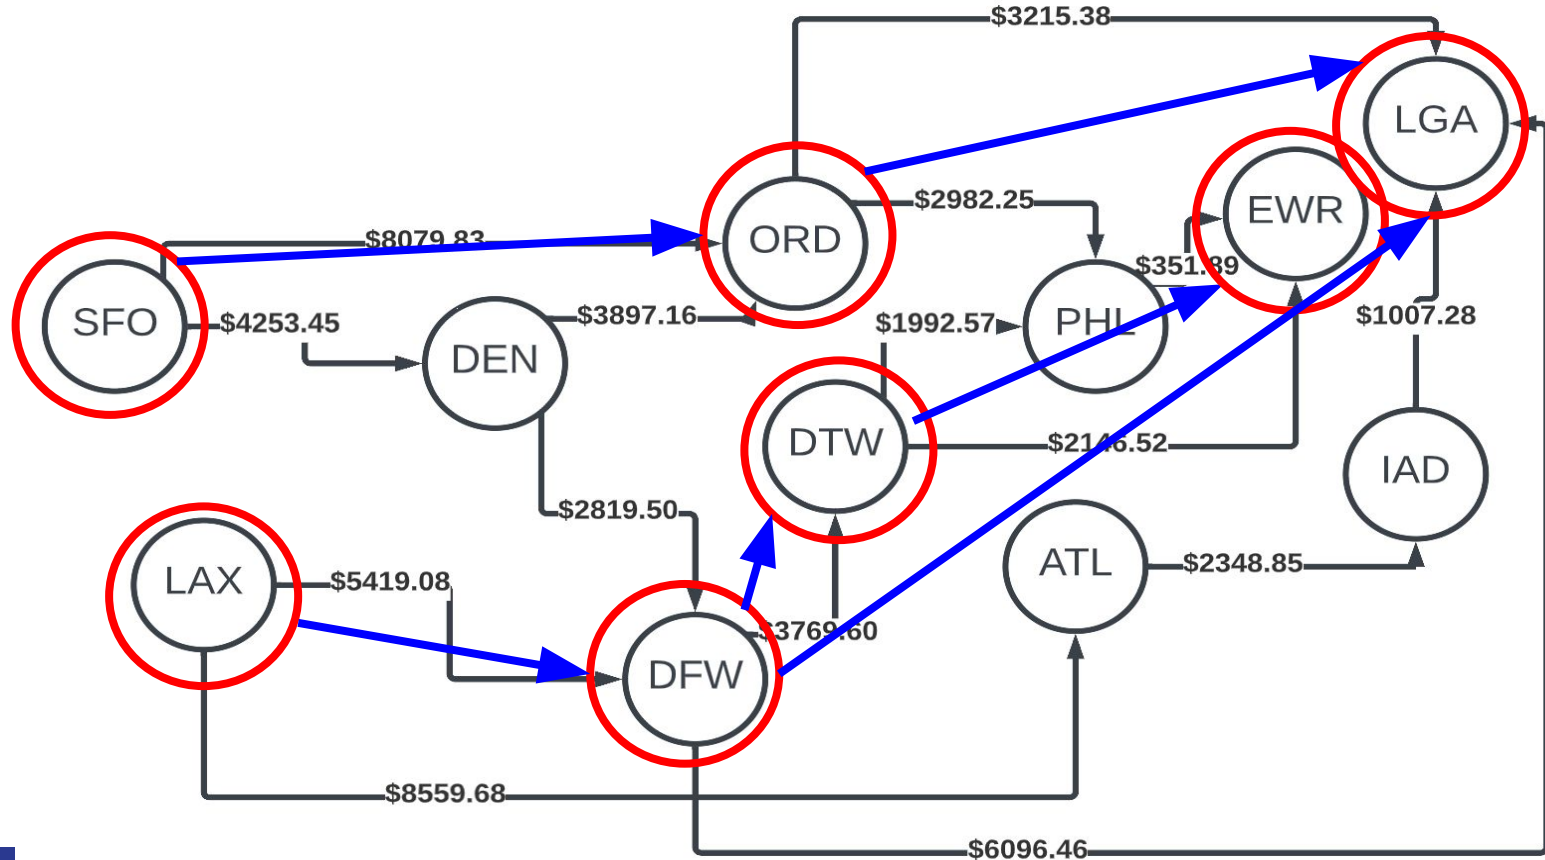 $3215.38
LGA
$2982.25
EWR
$8079.83
ORD
$351.89
SFO
$4253.45
$3897.16
$1992.57
PHL
$1007.28
DEN
DTW
$2146.52
IAD
$2819.50
LAX
$5419.08
ATL
$2348.85
$3769.60
DFW
$8559.68
$6096.46